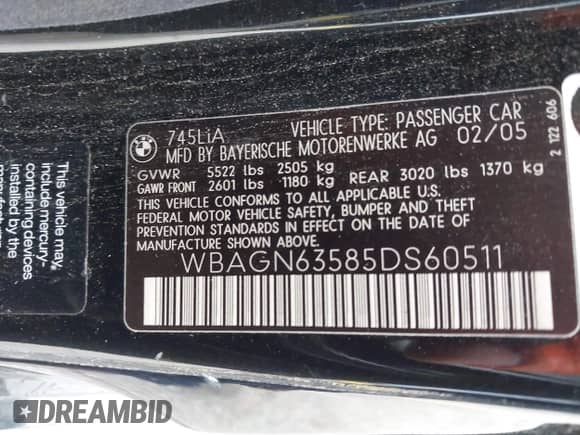 745LiA VEHICLE TYPE: PASSENGER CAR
MFD BY BAYERISCHE MOTORENWERKE AG 02/05
GVWR 5522 lbs 2505 kg
GAWR FRONT 2601 lbs 1180 kg REAR 3020 lbs 1370 kg
THIS VEHICLE CONFORMS TO ALL APPLICABLE U.S.
FEDERAL MOTOR VEHICLE SAFETY, BUMPER AND THEFT
PREVENTION STANDARDS IN EFFECT ON THE DATE OF
MANUFACTURE SHOWN ABOVE.
WBAGN63585DS60511
2 122 606
This vehicle may
include mercury-
containing devices
installed by the
DREAMBID